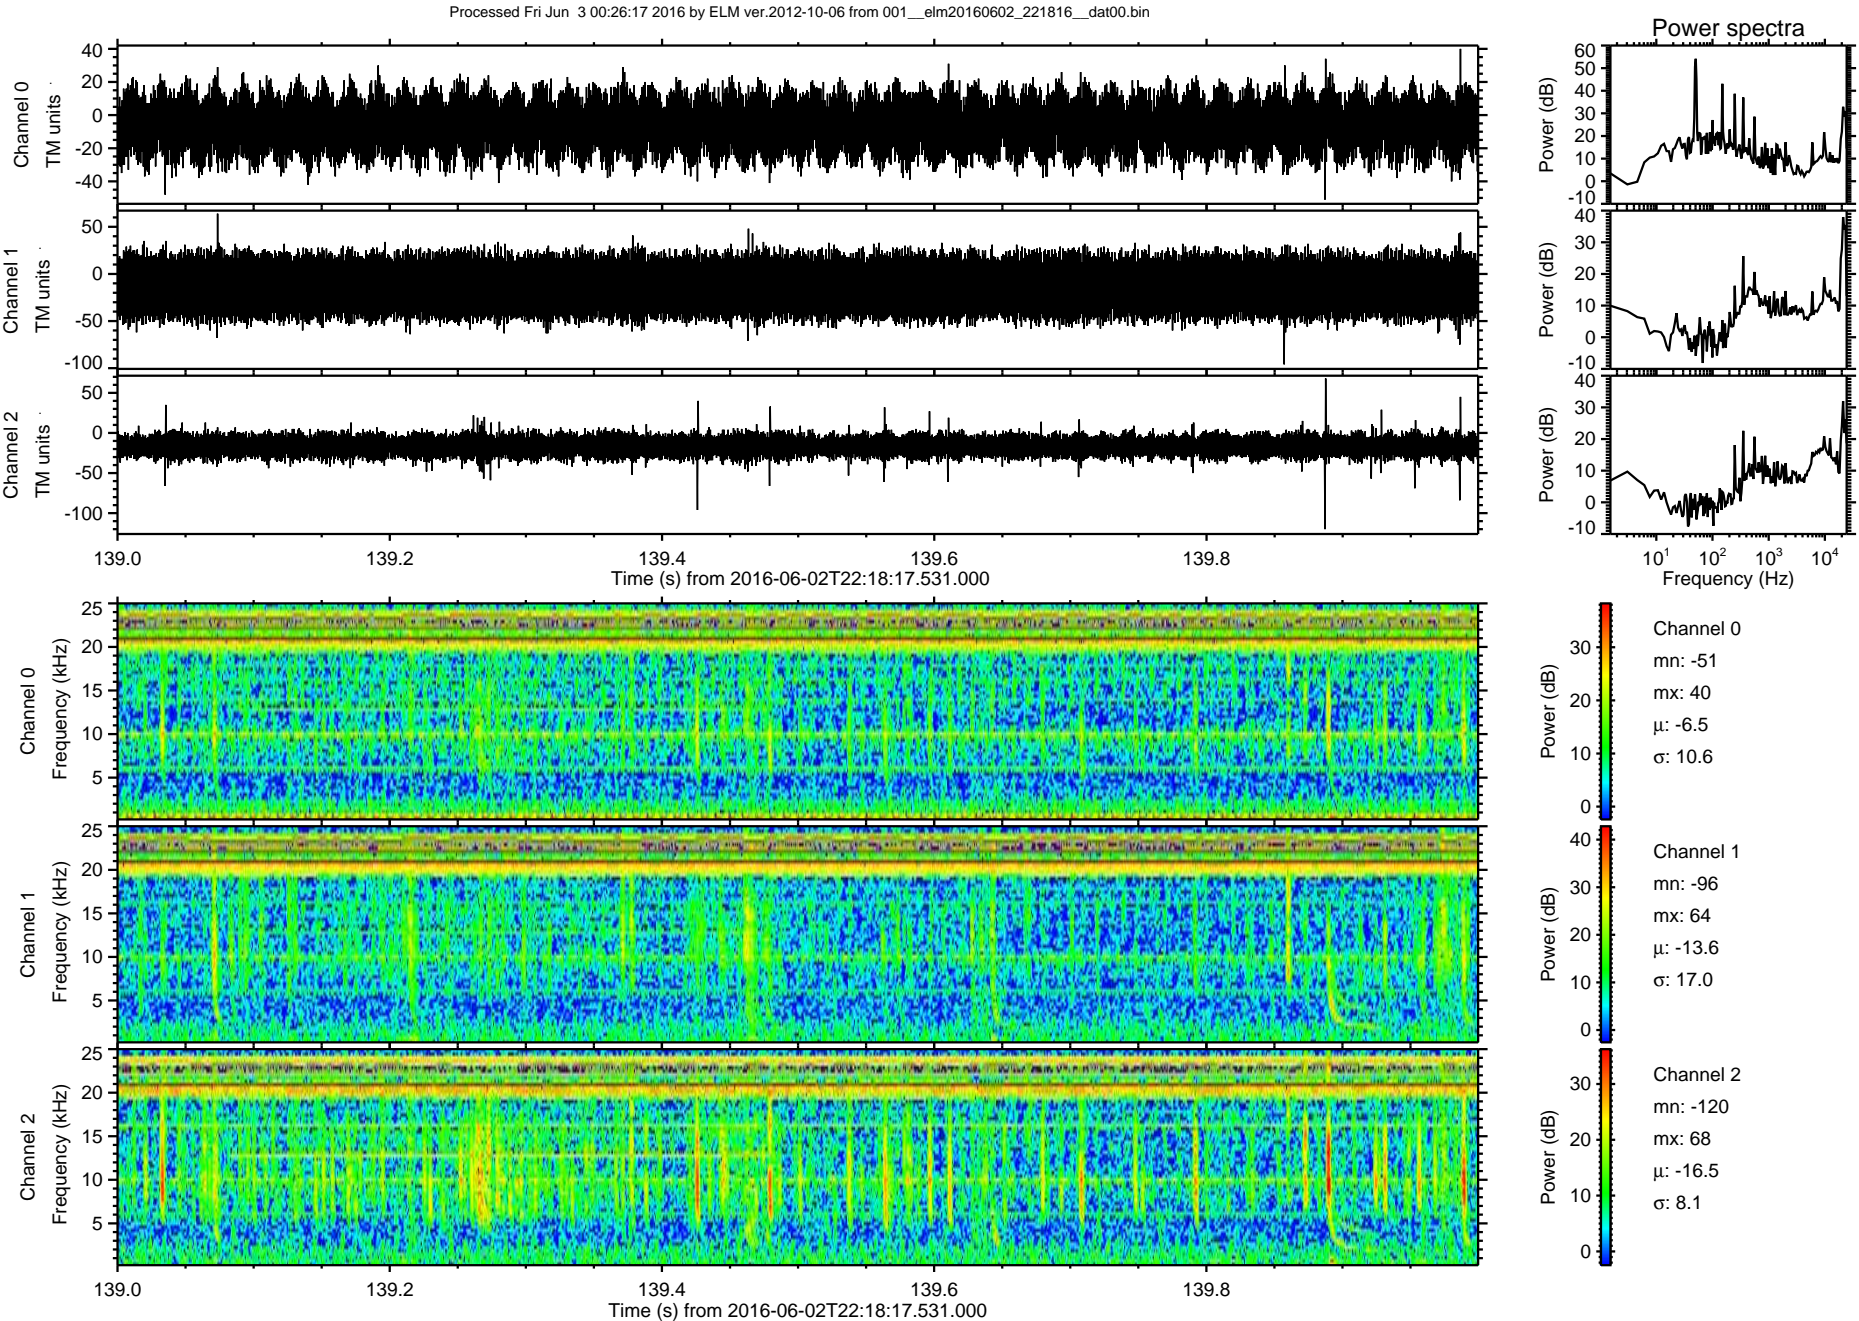 Processed Fri Jun  3 00:26:17 2016 by ELM ver.2012-10-06 from 001__elm20160602_221816__dat00.bin
Power spectra
Channel 0
TM units
40
20
0
-20
-40
Power (dB)
60
50
40
30
20
10
0
-10
Channel 1
TM units
50
0
-50
-100
Power (dB)
40
30
20
10
0
-10
Channel 2
TM units
50
0
-50
-100
Power (dB)
40
30
20
10
0
-10
139.0 139.2 139.4 139.6 139.8
Time (s) from 2016-06-02T22:18:17.531.000
10¹ 10² 10³ 10⁴
Frequency (Hz)
Channel 0
Frequency (kHz)
25
20
15
10
5
Power (dB)
30
20
10
0
Channel 0
mn: -51
mx: 40
μ: -6.5
σ: 10.6
Channel 1
Frequency (kHz)
25
20
15
10
5
Power (dB)
40
30
20
10
0
Channel 1
mn: -96
mx: 64
μ: -13.6
σ: 17.0
Channel 2
Frequency (kHz)
25
20
15
10
5
Power (dB)
30
20
10
0
Channel 2
mn: -120
mx: 68
μ: -16.5
σ: 8.1
139.0 139.2 139.4 139.6 139.8
Time (s) from 2016-06-02T22:18:17.531.000